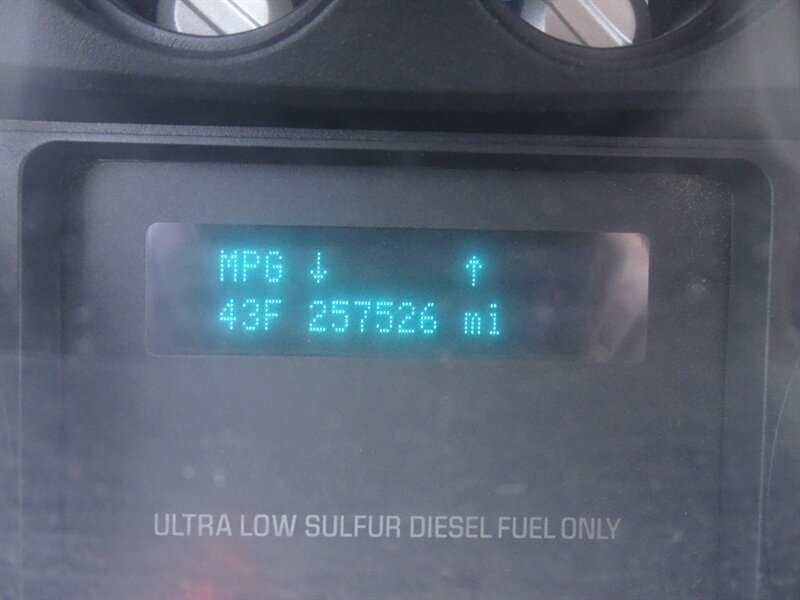 MPG ↓ ↑
43F 257526 mi
ULTRA LOW SULFUR DIESEL FUEL ONLY